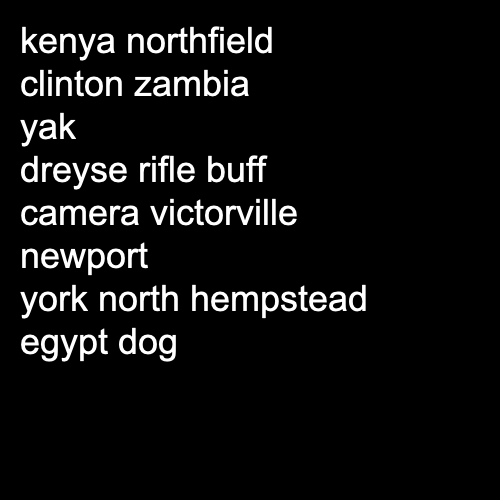 kenya northfield
clinton zambia
yak
dreyse rifle buff
camera victorville
newport
york north hempstead
egypt dog